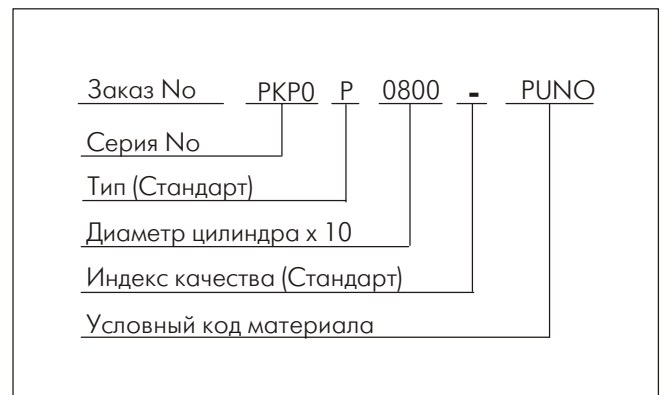 Заказ No PKP0 P 0800 - PUNO
Серия No
Тип (Стандарт)
Диаметр цилиндра x 10
Индекс качества (Стандарт)
Условный код материала